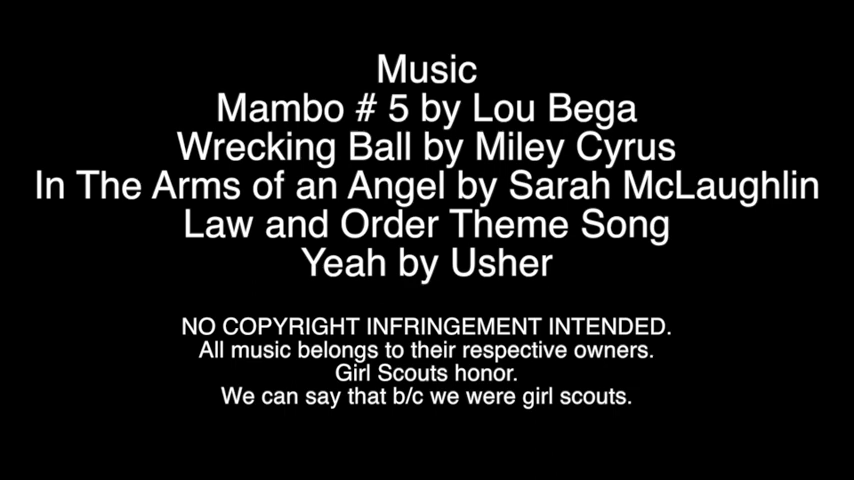 Music
Mambo # 5 by Lou Bega
Wrecking Ball by Miley Cyrus
In The Arms of an Angel by Sarah McLaughlin
Law and Order Theme Song
Yeah by Usher
NO COPYRIGHT INFRINGEMENT INTENDED.
All music belongs to their respective owners.
Girl Scouts honor.
We can say that b/c we were girl scouts.